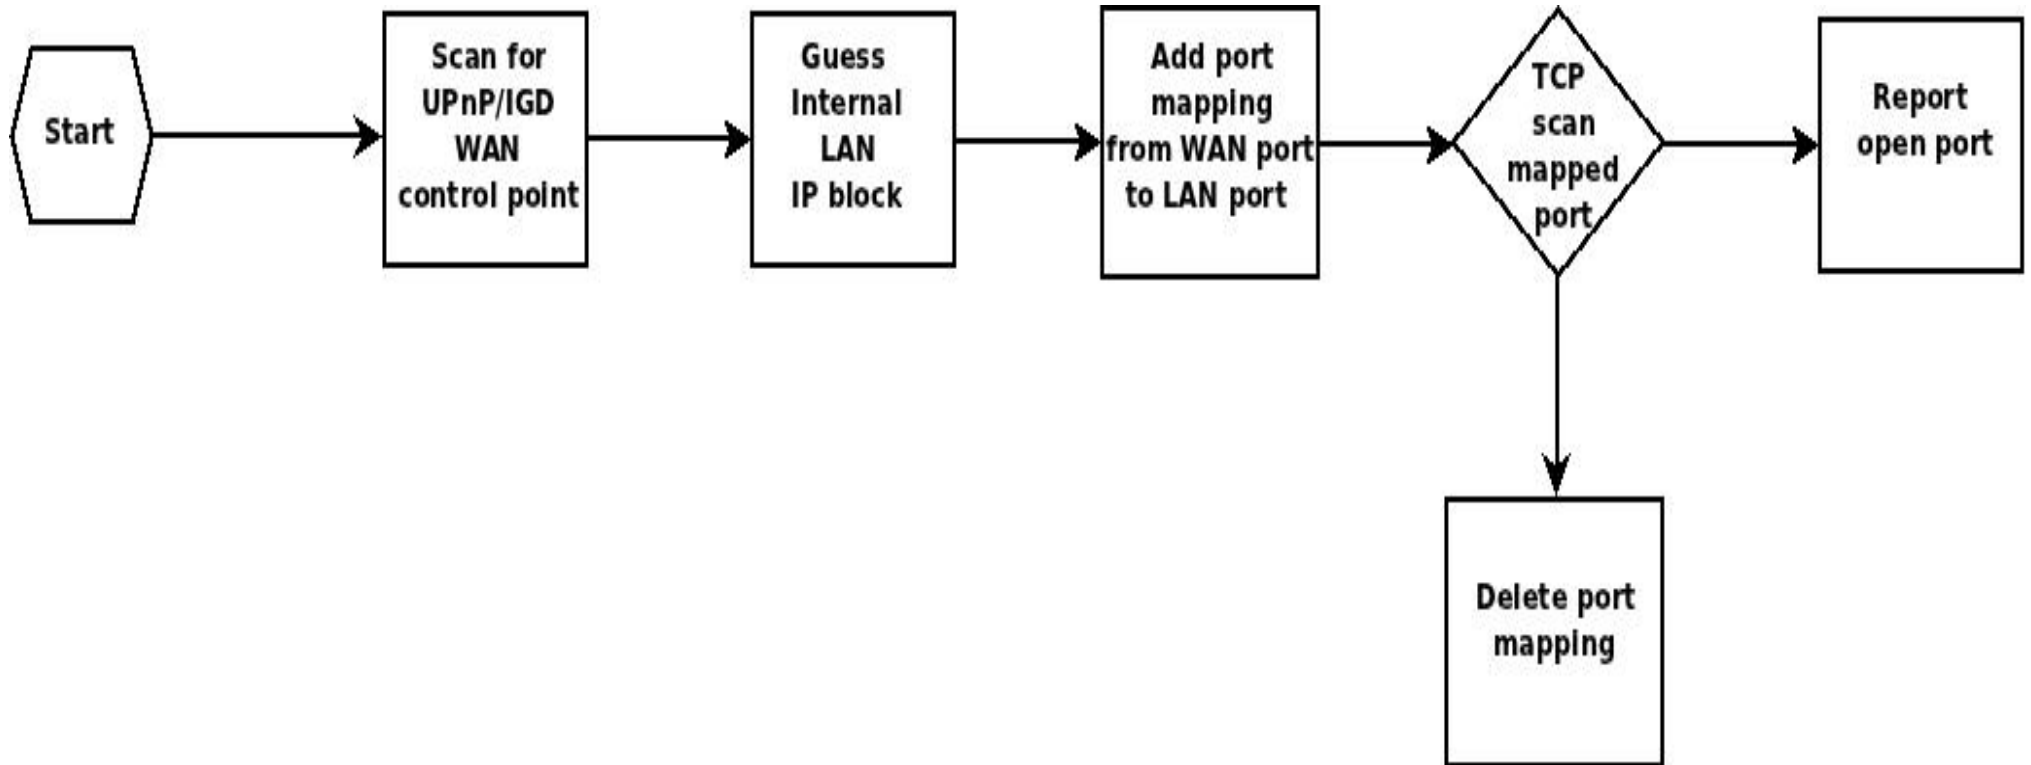 Start
Scan for
UPnP/IGD
WAN
control point
Guess
Internal
LAN
IP block
Add port
mapping
from WAN port
to LAN port
TCP
scan
mapped
port
Report
open port
Delete port
mapping